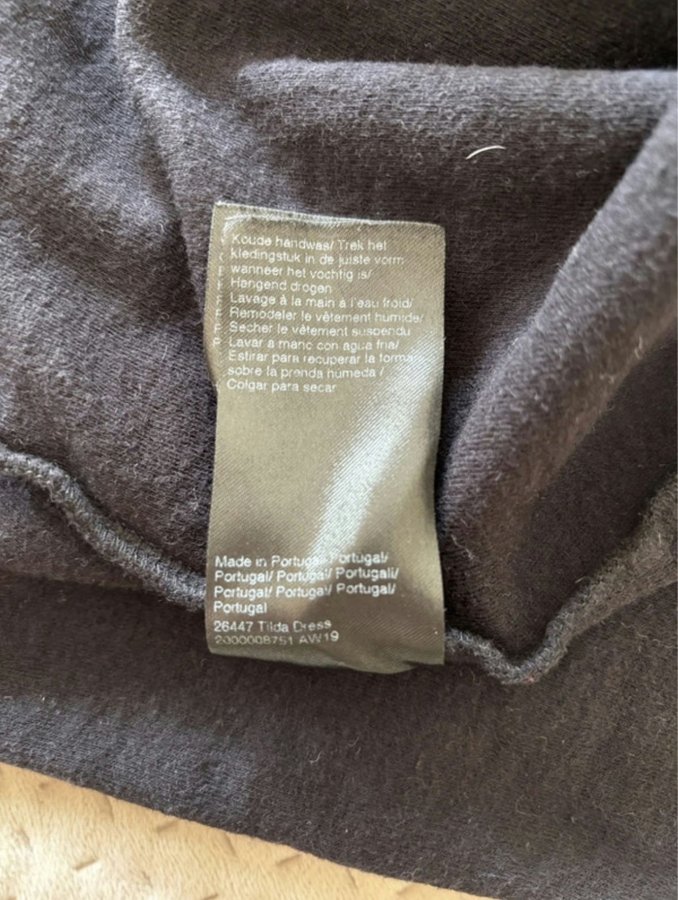 Koude handwas/ Trek het
kledingstuk in de juiste vorm
wanneer het vochtig is/
Hangend drogen
Lavage à la main à l'eau froid/
Remodeler le vêtement humide/
Secher le vêtement suspendu
Lavar a mano con agua fria/
Estirar para recuperar la forma
sobre la prenda humeda /
Colgar para secar
Made in Portugal/ Portugal/
Portugal/ Portugal/ Portugali/
Portugal/ Portugal/ Portugal/
Portugal
26447 Tilda Dress
2000008751 AW19